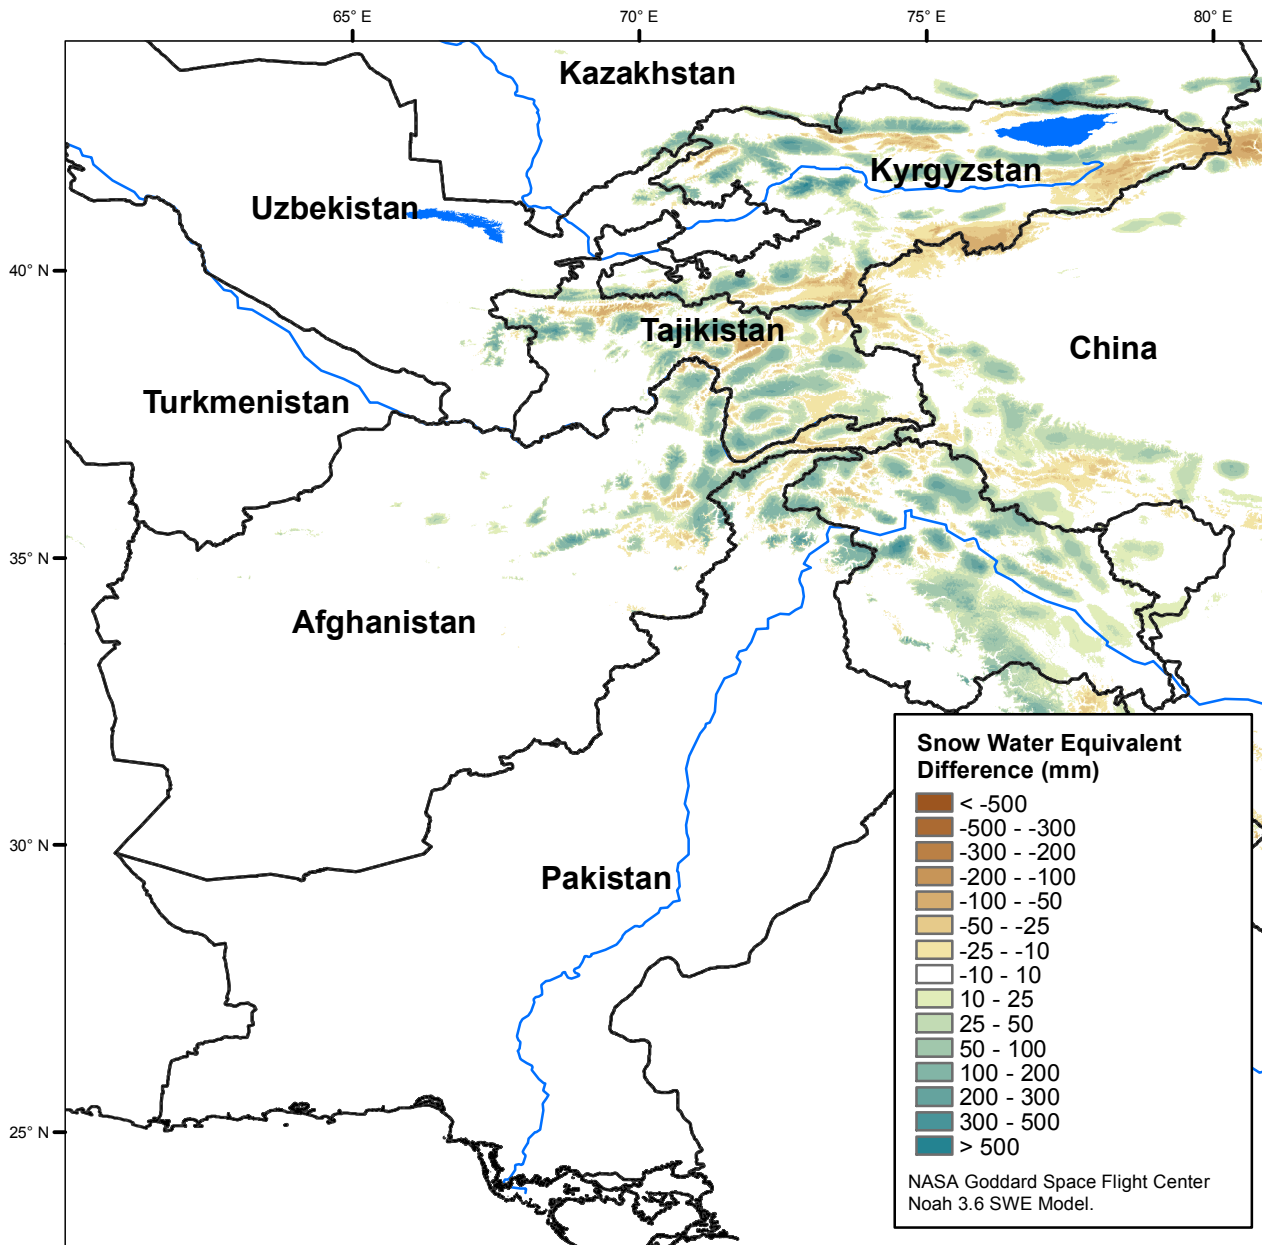 65° E
70° E
75° E
80° E
Kazakhstan
Kyrgyzstan
Uzbekistan
40° N
Tajikistan
China
Turkmenistan
35° N
Afghanistan
Snow Water Equivalent
Difference (mm)
< -500
-500 - -300
-300 - -200
-200 - -100
-100 - -50
-50 - -25
-25 - -10
-10 - 10
10 - 25
25 - 50
50 - 100
100 - 200
200 - 300
300 - 500
> 500
NASA Goddard Space Flight Center
Noah 3.6 SWE Model.
30° N
Pakistan
25° N